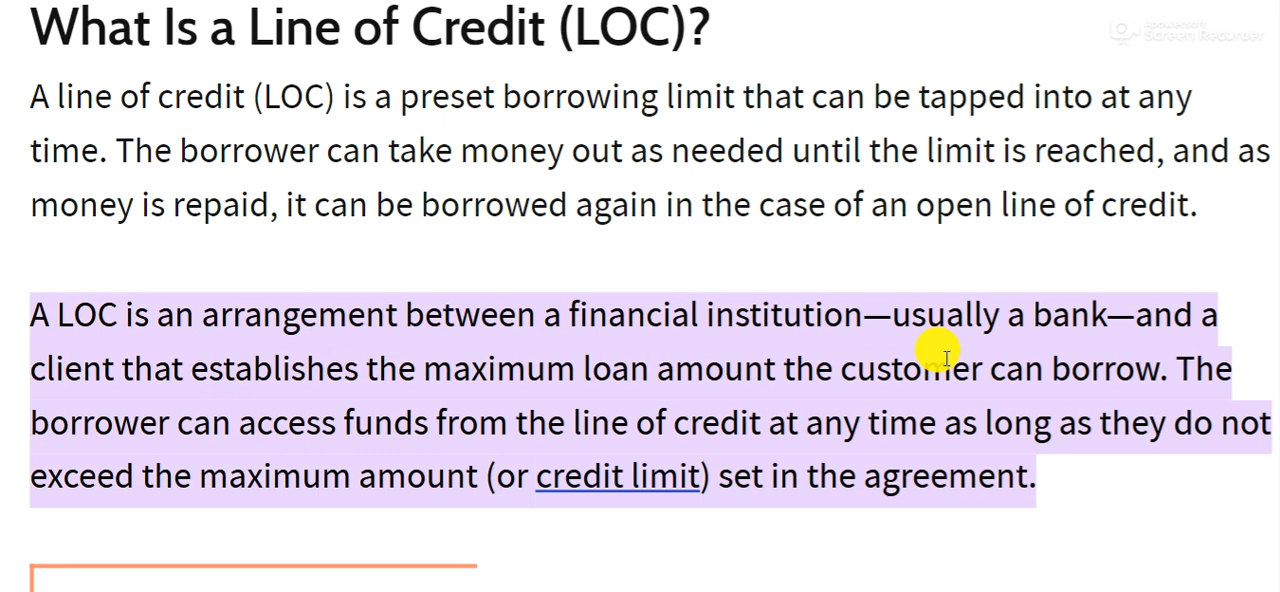 What Is a Line of Credit (LOC)?
Apowersoft
Screen Recorder
A line of credit (LOC) is a preset borrowing limit that can be tapped into at any
time. The borrower can take money out as needed until the limit is reached, and as
money is repaid, it can be borrowed again in the case of an open line of credit.
A LOC is an arrangement between a financial institution—usually a bank—and a
client that establishes the maximum loan amount the customer can borrow. The
borrower can access funds from the line of credit at any time as long as they do not
exceed the maximum amount (or credit limit) set in the agreement.